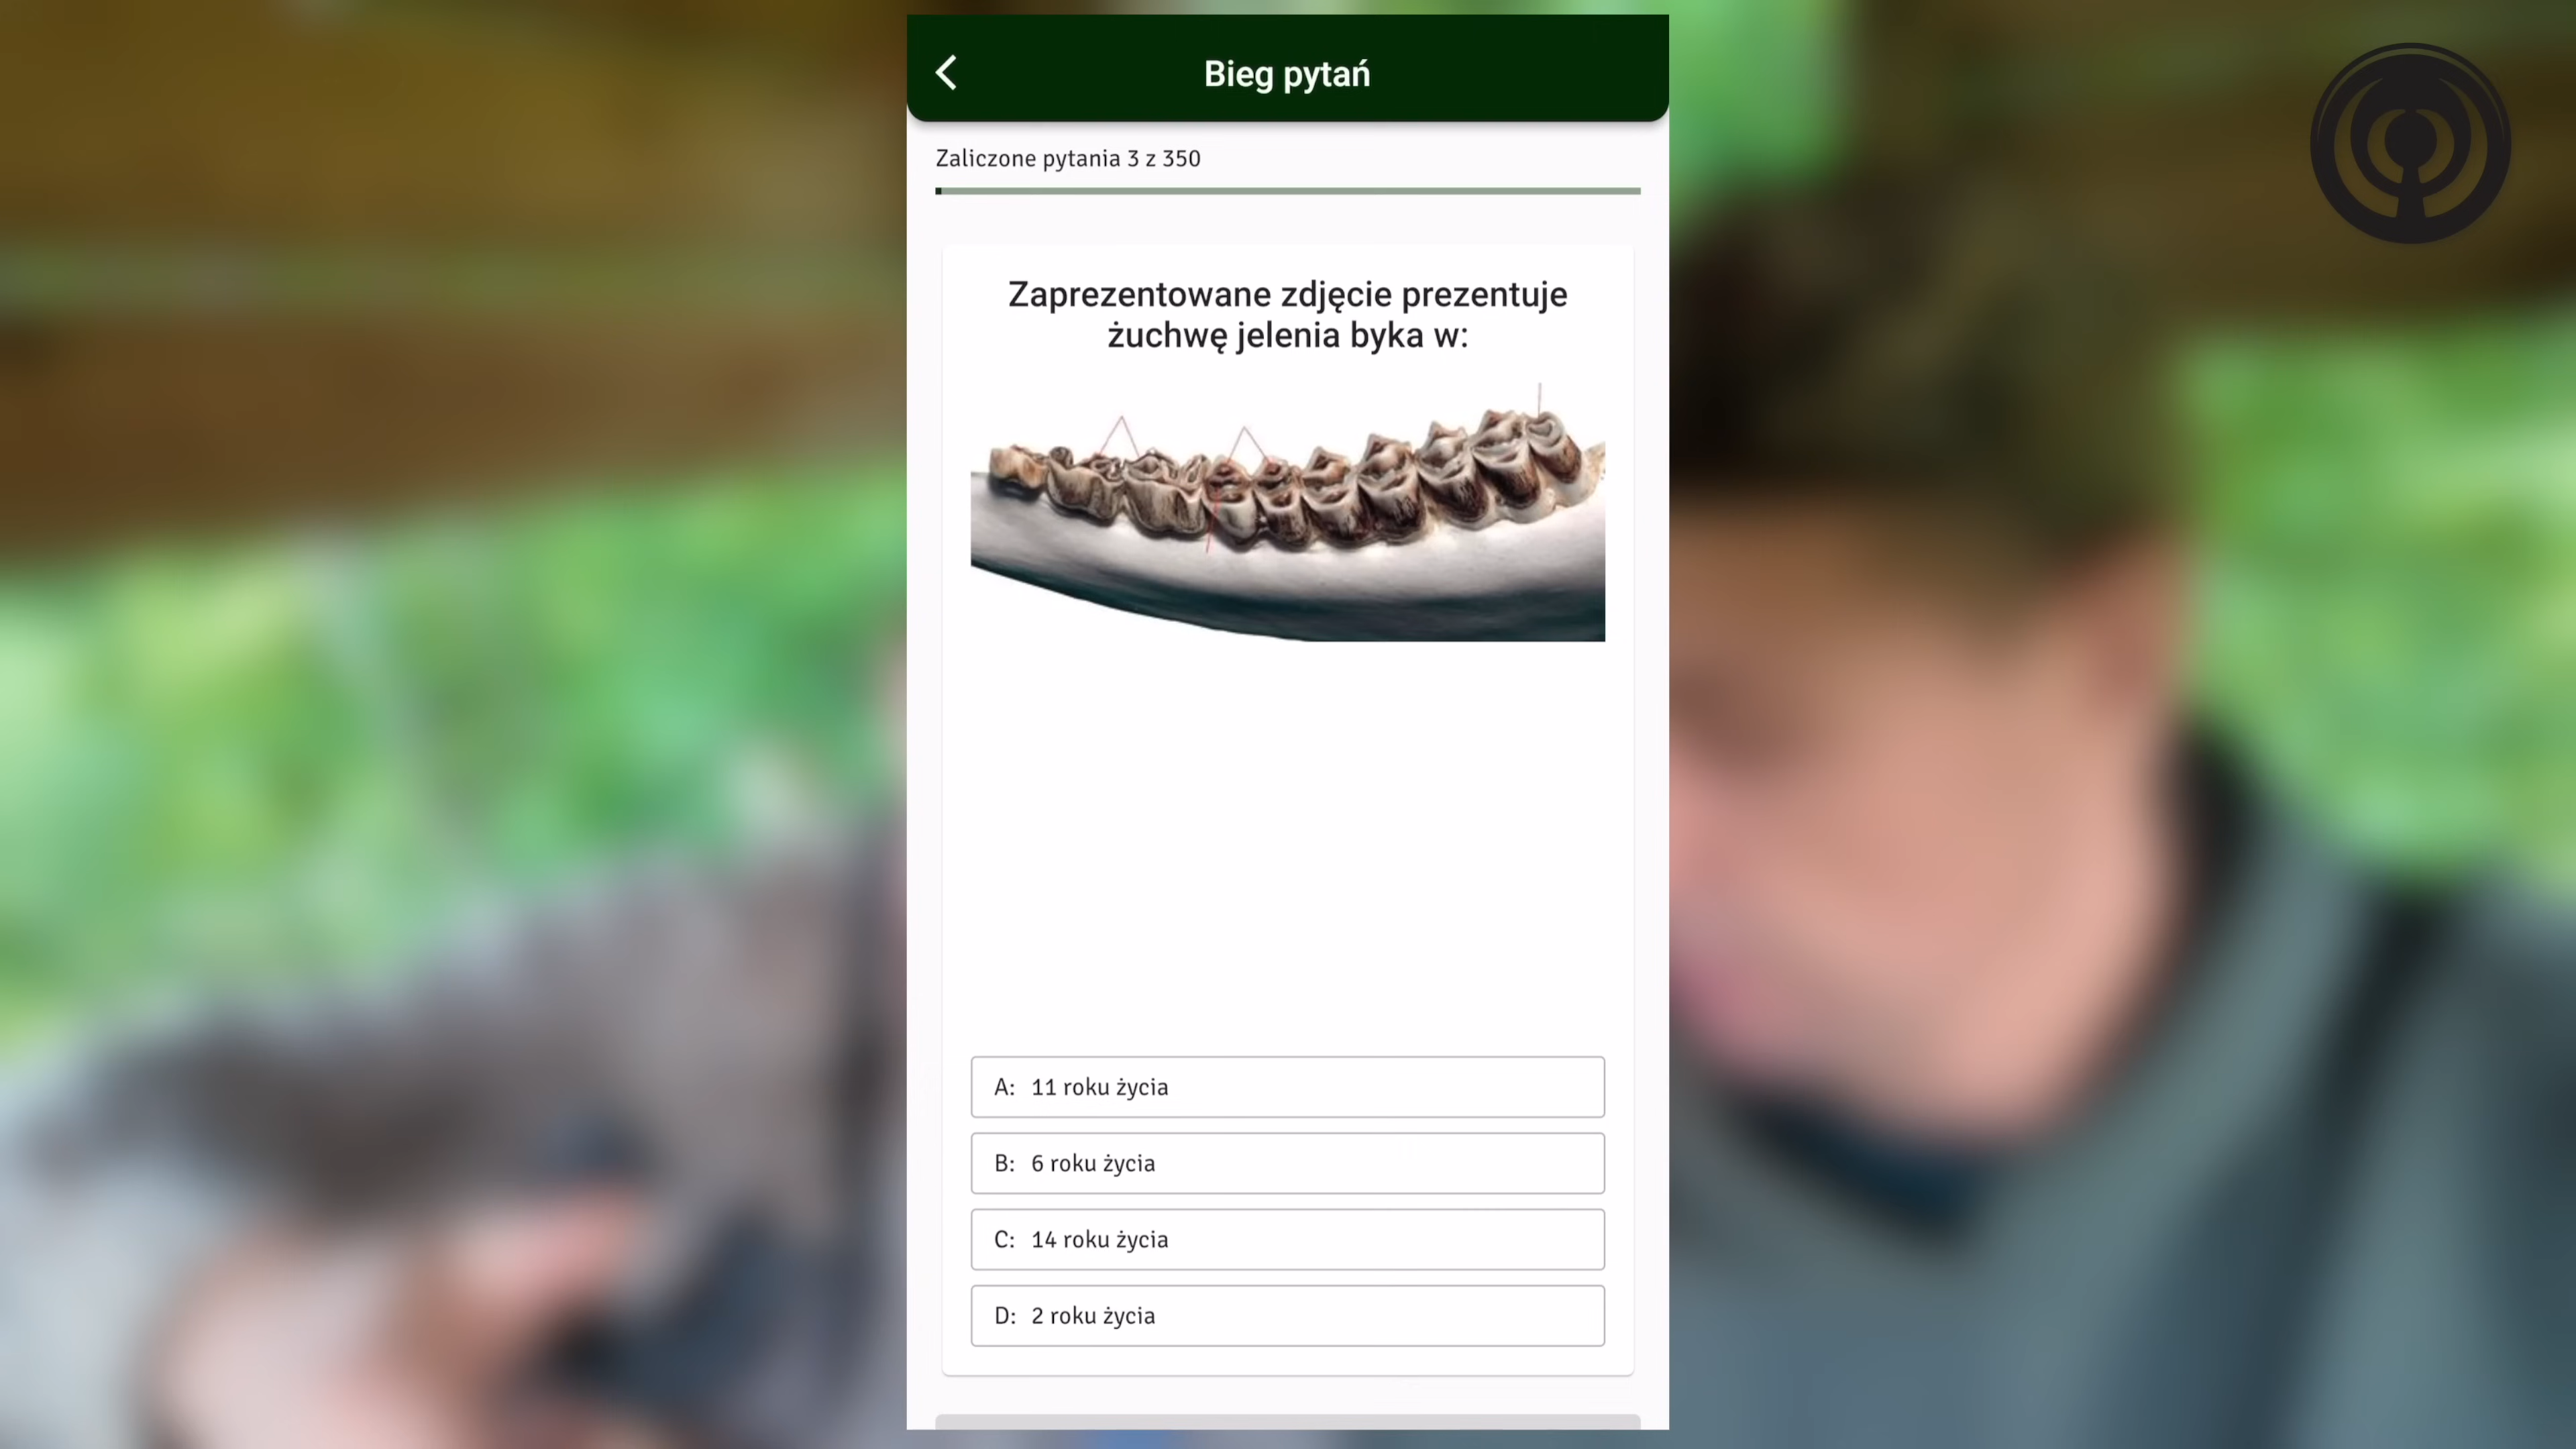 Bieg pytań
Zaliczone pytania 3 z 350
Zaprezentowane zdjęcie prezentuje
żuchwę jelenia byka w:
A: 11 roku życia
B: 6 roku życia
C: 14 roku życia
D: 2 roku życia